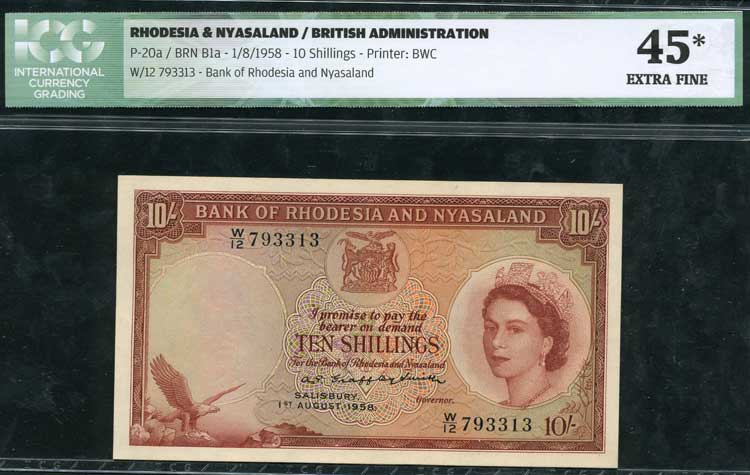 ICG
INTERNATIONAL
CURRENCY
GRADING
RHODESIA & NYASALAND / BRITISH ADMINISTRATION
P-20a / BRN B1a - 1/8/1958 - 10 Shillings - Printer: BWC
W/12 793313 - Bank of Rhodesia and Nyasaland
45*
EXTRA FINE
10/-
BANK OF RHODESIA AND NYASALAND
10/-
W/12 793313
I promise to pay the
bearer on demand
TEN SHILLINGS
for the Bank of Rhodesia and Nyasaland
SALISBURY.
1ST AUGUST, 1958.
Governor.
W/12 793313
10/-